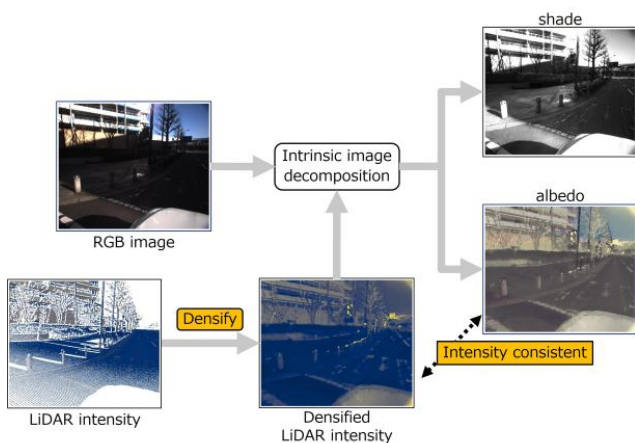 shade
Intrinsic image
decomposition
RGB image
albedo
Densify
Intensity consistent
LiDAR intensity
Densified
LiDAR intensity